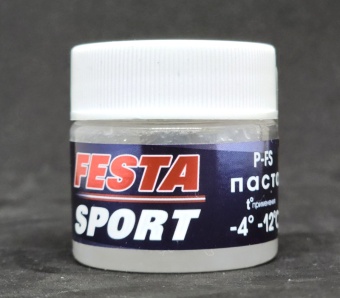 FESTA
SPORT
P-FS
паста
t° применения
-4° -12°C